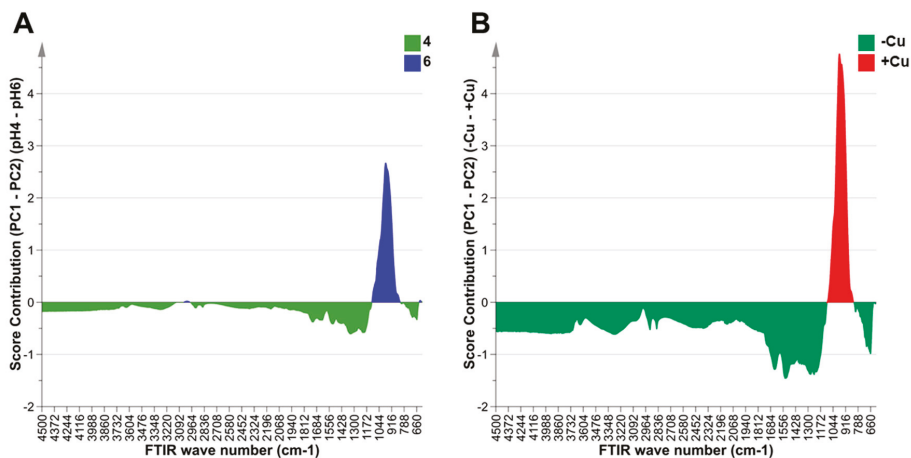 A
4
6
Score Contribution (PC1 - PC2) (pH4 - pH6)
4
3
2
1
0
-1
-2
4500 4372 4244 4116 3988 3860 3732 3604 3476 3348 3220 3092 2964 2836 2708 2580 2452 2324 2196 2068 1940 1812 1684 1556 1428 1300 1172 1044 916 788 660
FTIR wave number (cm-1)
B
-Cu
+Cu
Score Contribution (PC1 - PC2) (-Cu - +Cu)
4
3
2
1
0
-1
-2
4500 4372 4244 4116 3988 3860 3732 3604 3476 3348 3220 3092 2964 2836 2708 2580 2452 2324 2196 2068 1940 1812 1684 1556 1428 1300 1172 1044 916 788 660
FTIR wave number (cm-1)